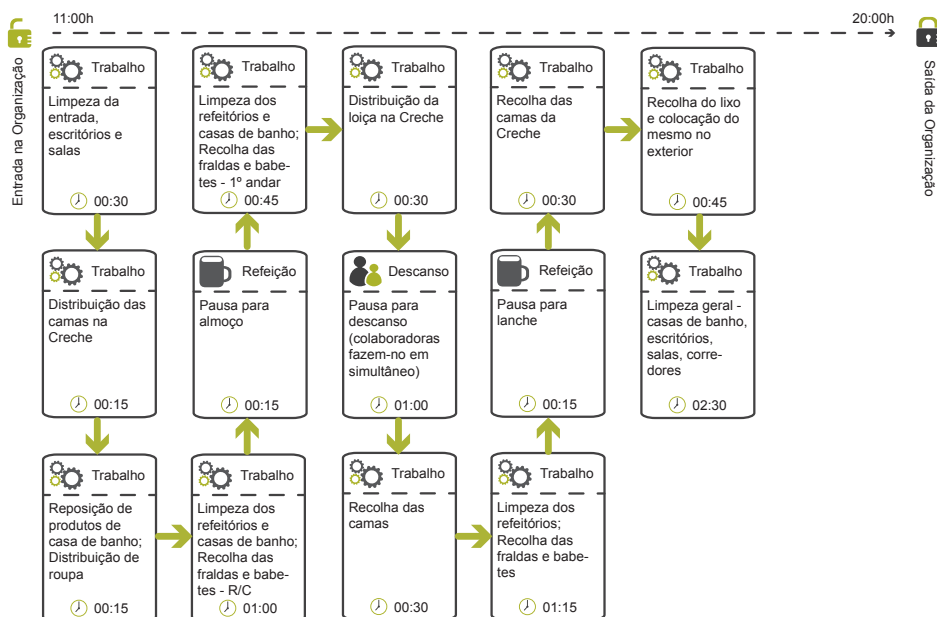 11:00h
20:00h
Entrada na Organização
Saída da Organização
Trabalho
Limpeza da
entrada,
escritórios e
salas
00:30
Trabalho
Distribuição das
camas na
Creche
00:15
Trabalho
Reposição de
produtos de
casa de banho;
Distribuição de
roupa
00:15
Trabalho
Limpeza dos
refeitórios e
casas de banho;
Recolha das
fraldas e babe-
tes - R/C
01:00
Refeição
Pausa para
almoço
00:15
Trabalho
Limpeza dos
refeitórios e
casas de banho;
Recolha das
fraldas e babe-
tes - 1º andar
00:45
Trabalho
Distribuição da
loiça na Creche
00:30
Descanso
Pausa para
descanso
(colaboradoras
fazem-no em
simultâneo)
01:00
Trabalho
Recolha das
camas
00:30
Trabalho
Limpeza dos
refeitórios;
Recolha das
fraldas e babe-
tes
01:15
Refeição
Pausa para
lanche
00:15
Trabalho
Recolha das
camas da
Creche
00:30
Trabalho
Recolha do lixo
e colocação do
mesmo no
exterior
00:45
Trabalho
Limpeza geral -
casas de banho,
escritórios,
salas, corre-
dores
02:30